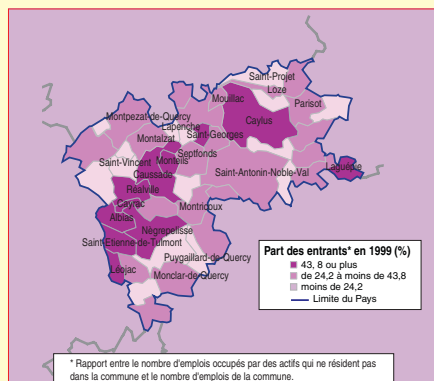 Saint-Projet
Loze
Mouillac
Parisot
Montpezat-de-Quercy
Caylus
Lapenche
Saint-Georges
Montalzat
Septfonds
Saint-Vincent
Monteils
Laguépie
Caussade
Saint-Antonin-Noble-Val
Réalville
Cayrac
Montricoux
Albias
Nègrepelisse
Saint-Etienne-de-Tulmont
Puygaillard-de-Quercy
Léojac
Monclar-de-Quercy
Part des entrants* en 1999 (%)
43, 8 ou plus
de 24,2 à moins de 43,8
moins de 24,2
Limite du Pays
* Rapport entre le nombre d'emplois occupés par des actifs qui ne résident pas
dans la commune et le nombre d'emplois de la commune.